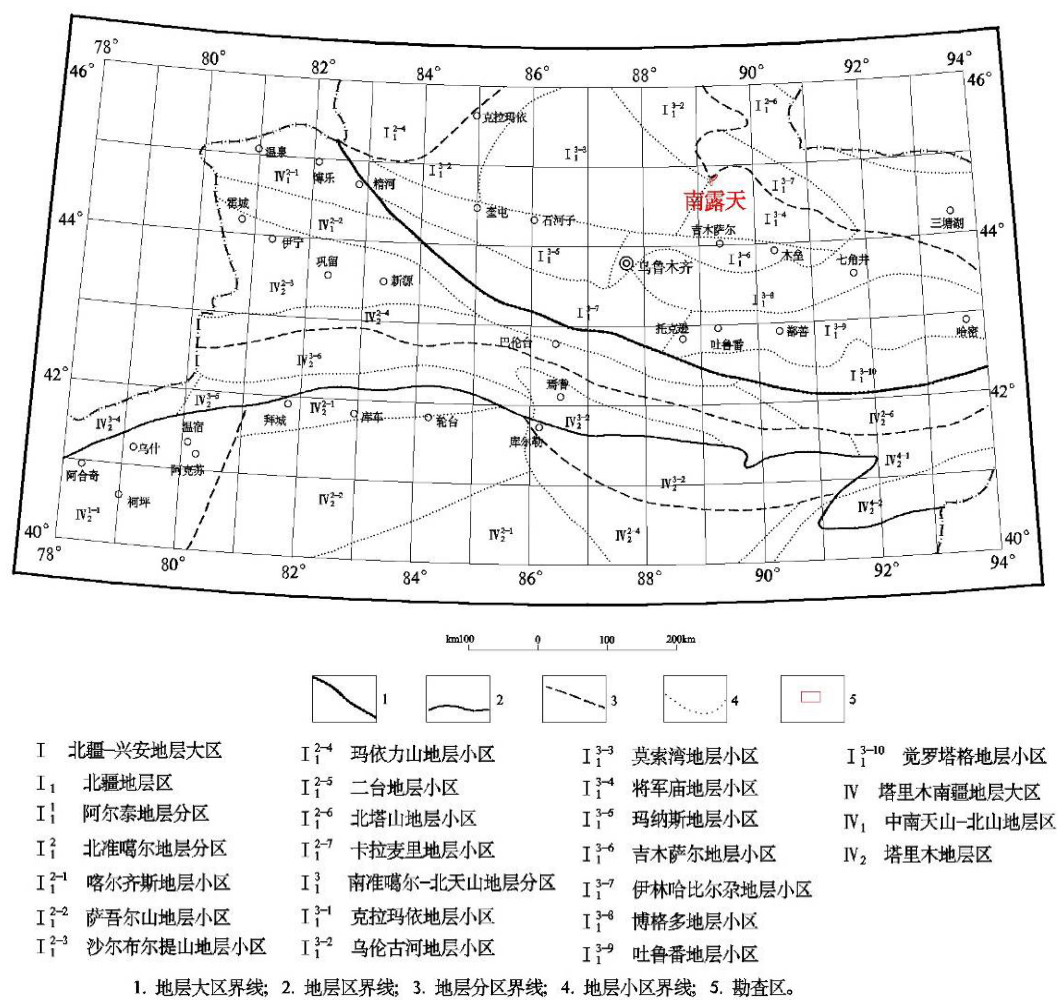 78° 80° 82° 84° 86° 88° 90° 92° 94°
46° 46°
I₁²⁻⁴ 克拉玛依 I₁³⁻² I₁²⁻⁶
温泉 I₁³⁻² I₁³⁻³
IV₁²⁻¹ 博乐 精河 I₁³⁻⁷
南露天
霍城 IV₁²⁻² 奎屯 石河子 吉木萨尔 I₁³⁻⁴ 三塘湖
44° 44°
伊宁 I₁³⁻⁶ 乌鲁木齐 I₁³⁻⁶ 木垒 七角井
巩留 新源
IV₂²⁻³ I₁³⁻⁸
IV₂²⁻⁴ I₁³⁻⁷ 托克逊 吐鲁番 鄯善 I₁³⁻⁹ 哈密
巴伦台
IV₂³⁻⁶ I₁³⁻¹⁰
42° 42°
IV₂³⁻⁵ 焉耆
IV₂³⁻⁴ 拜城 IV₂²⁻¹ 库车 轮台 IV₂³⁻² IV₂²⁻⁶
温宿 库尔勒
乌什
阿合奇 阿克苏 IV₂⁴⁻¹
柯坪 IV₂²⁻² IV₂³⁻² IV₂⁴⁻²
IV₂¹⁻¹ IV₂²⁻¹ IV₂²⁻⁴
40° 40°
78° 80° 82° 84° 86° 88° 90° 92° 94°
km100 0 100 200km
1 2 3 4 5
I 北疆-兴安地层大区
I₁ 北疆地层区
I₁¹ 阿尔泰地层分区
I₁² 北准噶尔地层分区
I₁²⁻¹ 喀尔齐斯地层小区
I₁²⁻² 萨吾尔山地层小区
I₁²⁻³ 沙尔布尔提山地层小区
I₁²⁻⁴ 玛依力山地层小区
I₁²⁻⁵ 二台地层小区
I₁²⁻⁶ 北塔山地层小区
I₁²⁻⁷ 卡拉麦里地层小区
I₁³ 南准噶尔-北天山地层分区
I₁³⁻¹ 克拉玛依地层小区
I₁³⁻² 乌伦古河地层小区
I₁³⁻³ 莫索湾地层小区
I₁³⁻⁴ 将军庙地层小区
I₁³⁻⁵ 玛纳斯地层小区
I₁³⁻⁶ 吉木萨尔地层小区
I₁³⁻⁷ 伊林哈比尔尕地层小区
I₁³⁻⁸ 博格多地层小区
I₁³⁻⁹ 吐鲁番地层小区
I₁³⁻¹⁰ 觉罗塔格地层小区
IV 塔里木南疆地层大区
IV₁ 中南天山-北山地层区
IV₂ 塔里木地层区
1. 地层大区界线; 2. 地层区界线; 3. 地层分区界线; 4. 地层小区界线; 5. 勘查区。